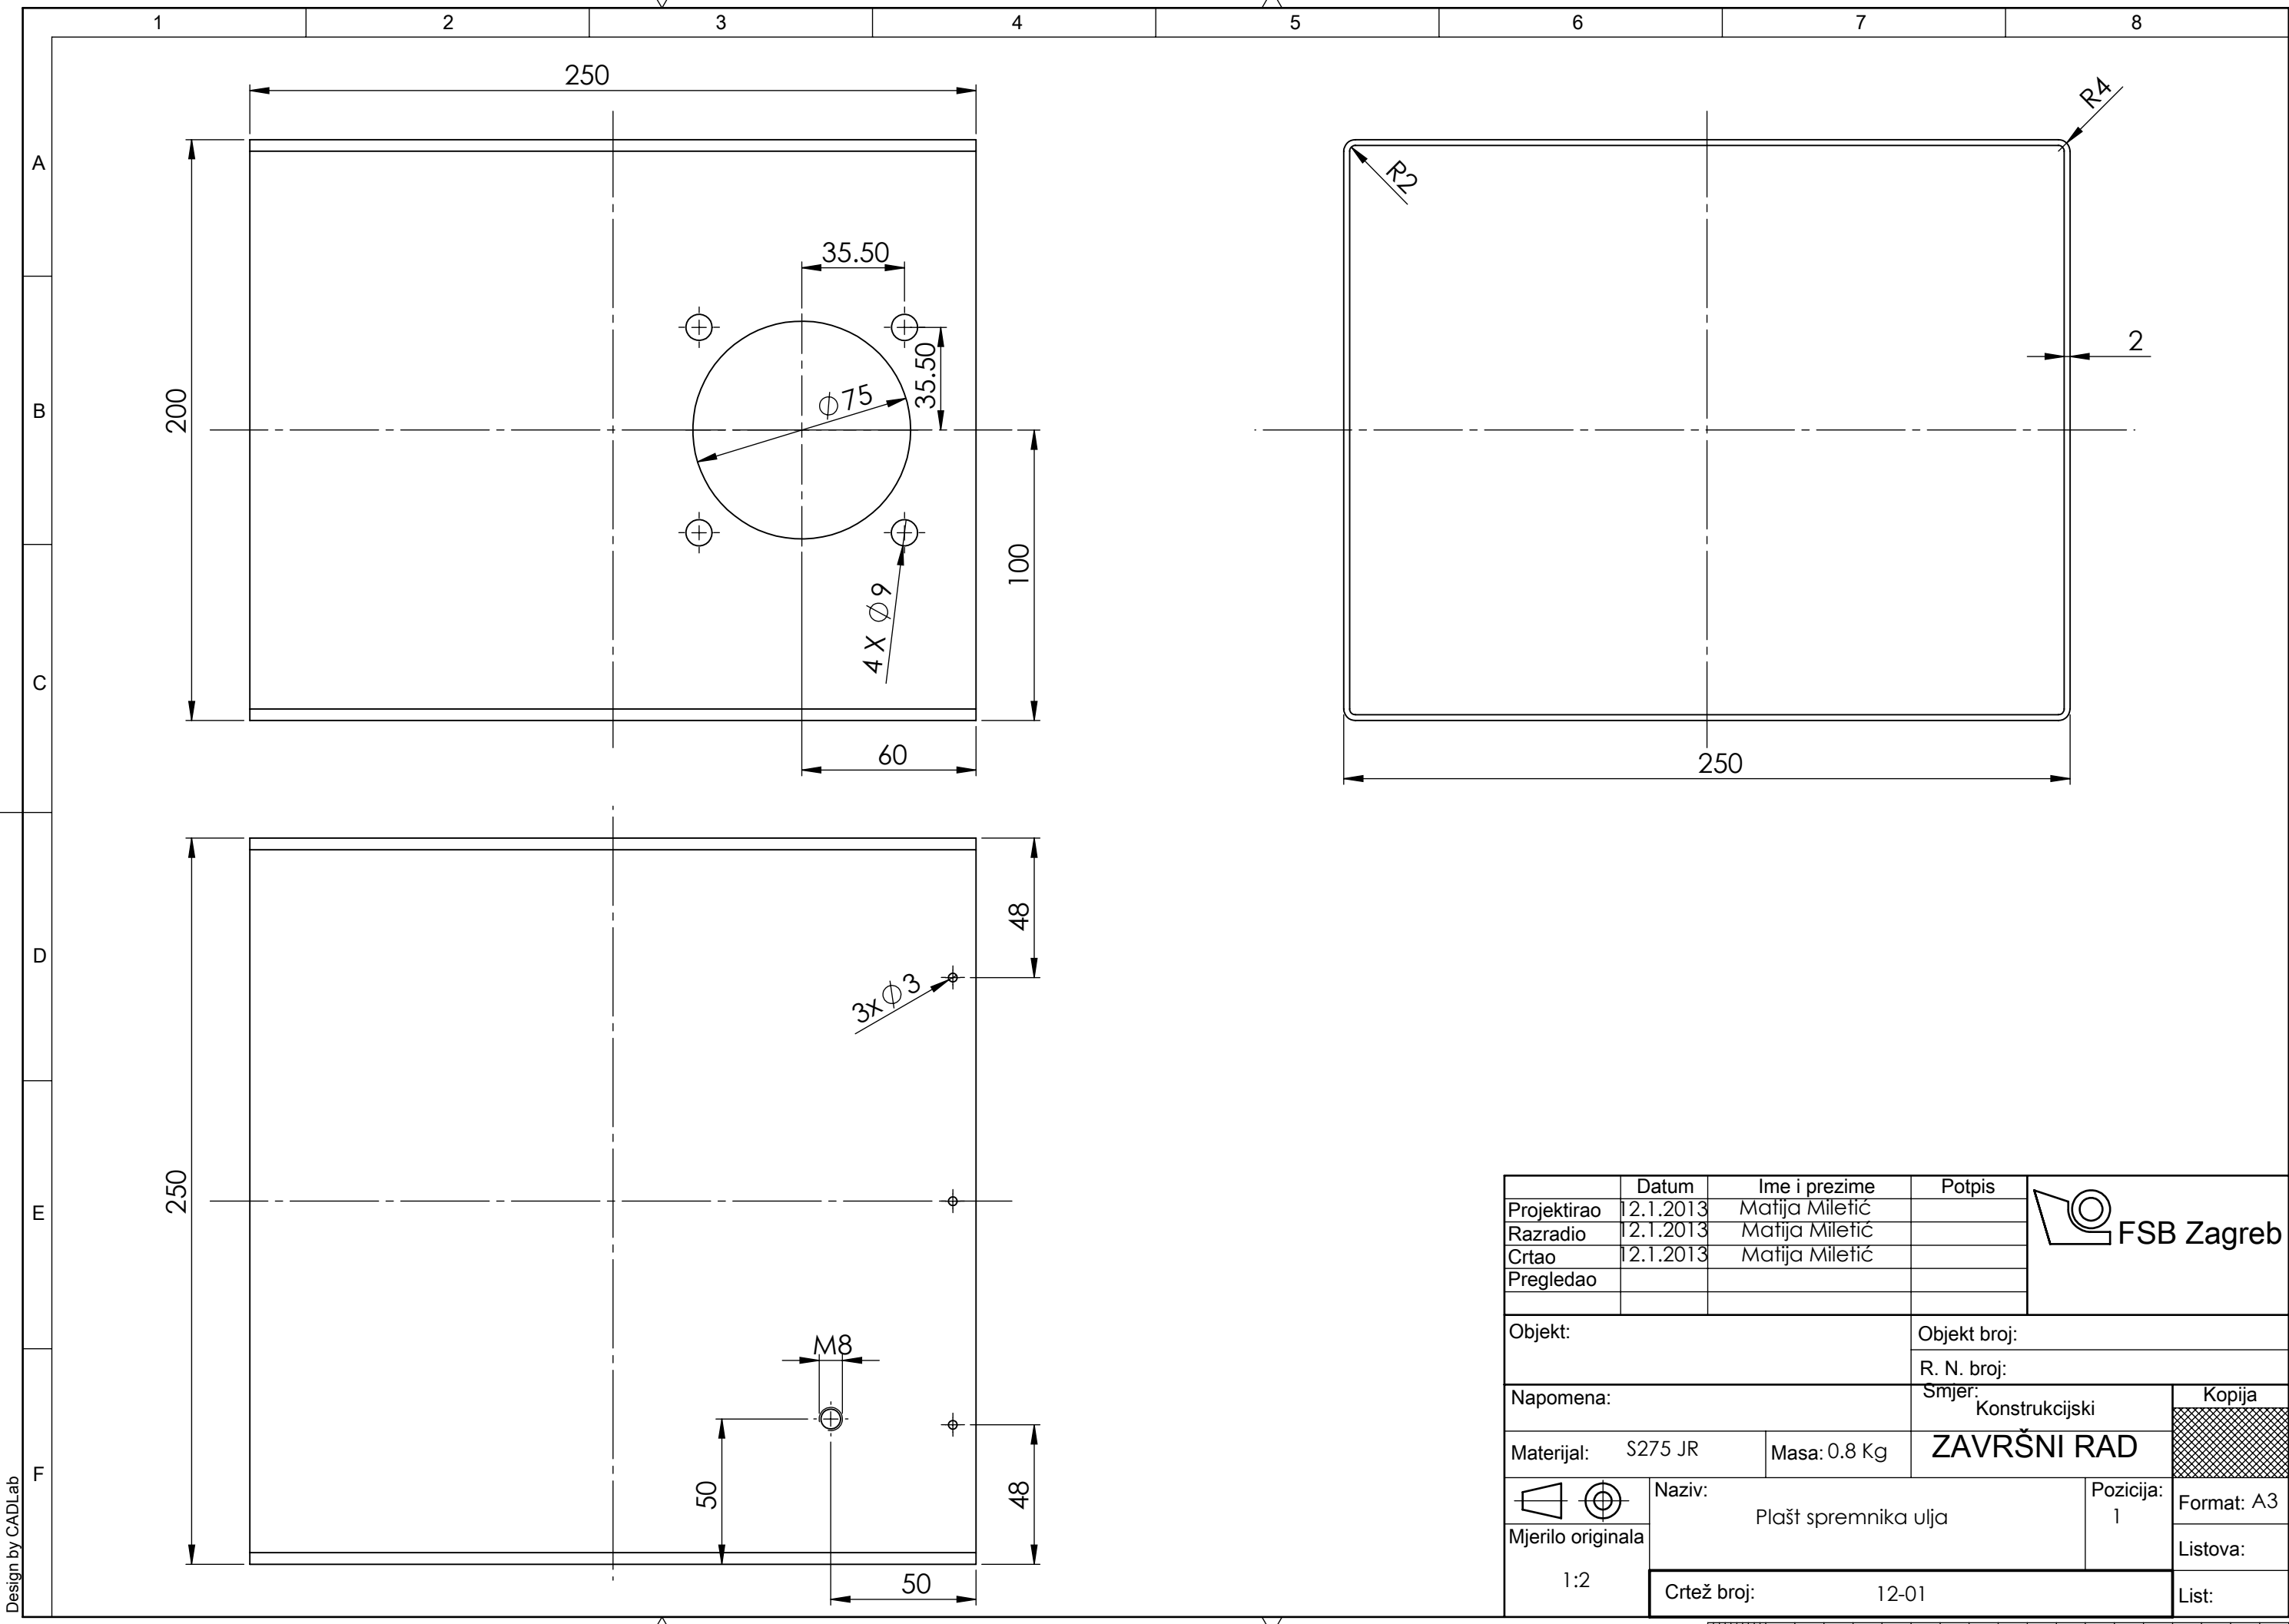 1 2 3 4 5 6 7 8
A
B
C
D
E
F
250
200
35.50
35.50
Ø75
4 X Ø9
100
60
R4
R2
2
250
250
48
3xØ3
M8
50
48
50
Datum Ime i prezime Potpis
Projektirao 12.1.2013 Matija Miletić
Razradio 12.1.2013 Matija Miletić
Crtao 12.1.2013 Matija Miletić
Pregledao
FSB Zagreb
Objekt:
Objekt broj:
R. N. broj:
Napomena:
Smjer:
Konstrukcijski
Kopija
Materijal: S275 JR
Masa: 0.8 Kg
ZAVRŠNI RAD
Naziv:
Plašt spremnika ulja
Pozicija:
1
Format: A3
Mjerilo originala
1:2
Listova:
Crtež broj: 12-01
List:
Design by CADLab